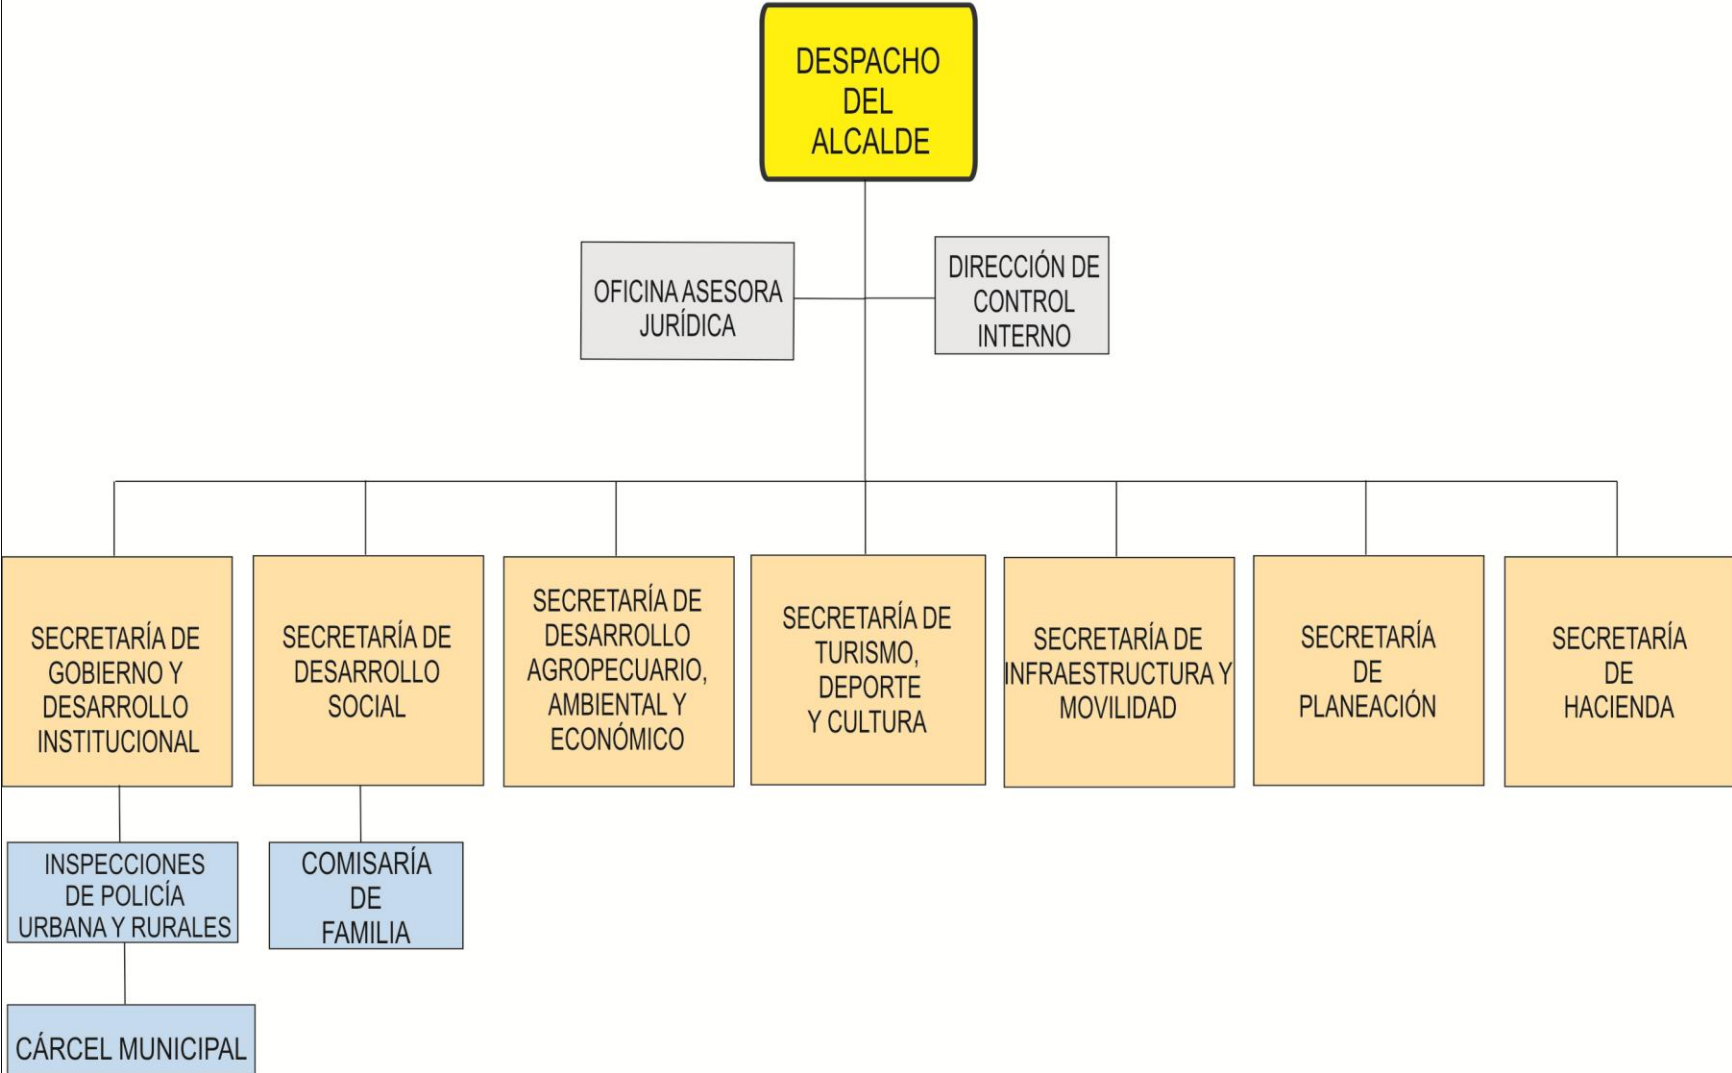 DESPACHO
DEL
ALCALDE
OFICINA ASESORA
JURÍDICA
DIRECCIÓN DE
CONTROL
INTERNO
SECRETARÍA DE
GOBIERNO Y
DESARROLLO
INSTITUCIONAL
SECRETARÍA DE
DESARROLLO
SOCIAL
SECRETARÍA DE
DESARROLLO
AGROPECUARIO,
AMBIENTAL Y
ECONÓMICO
SECRETARÍA DE
TURISMO,
DEPORTE
Y CULTURA
SECRETARÍA DE
INFRAESTRUCTURA Y
MOVILIDAD
SECRETARÍA
DE
PLANEACIÓN
SECRETARÍA
DE
HACIENDA
INSPECCIONES
DE POLICÍA
URBANA Y RURALES
COMISARÍA
DE
FAMILIA
CÁRCEL MUNICIPAL